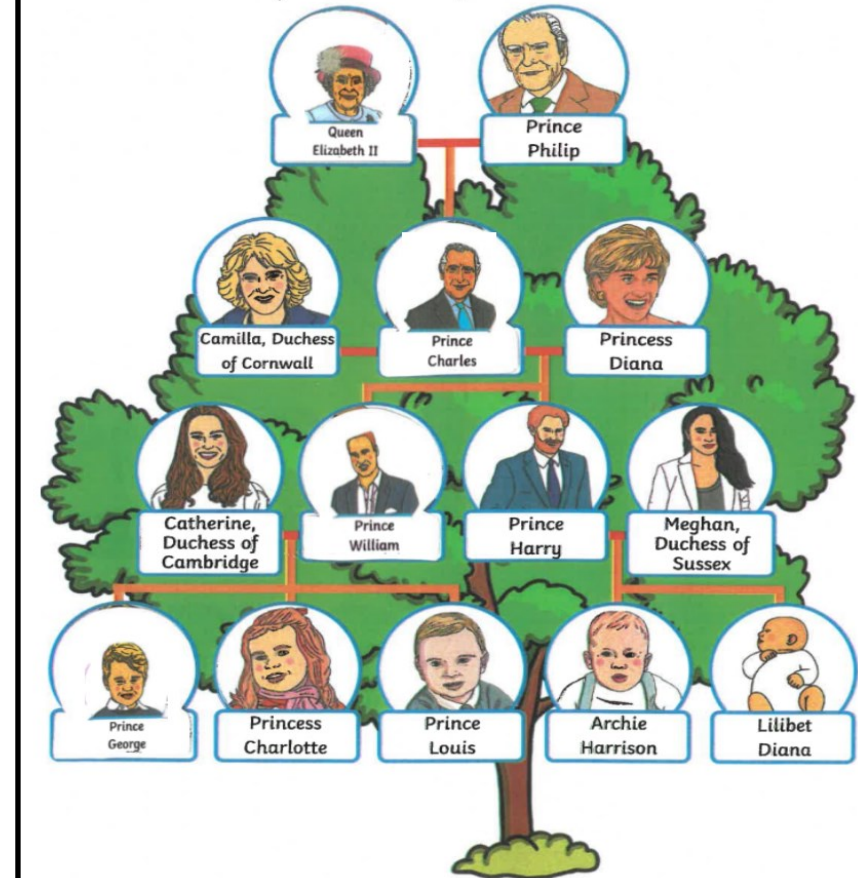 Queen
Elizabeth II
Prince
Philip
Camilla, Duchess
of Cornwall
Prince
Charles
Princess
Diana
Catherine,
Duchess of
Cambridge
Prince
William
Prince
Harry
Meghan,
Duchess of
Sussex
Prince
George
Princess
Charlotte
Prince
Louis
Archie
Harrison
Lilibet
Diana